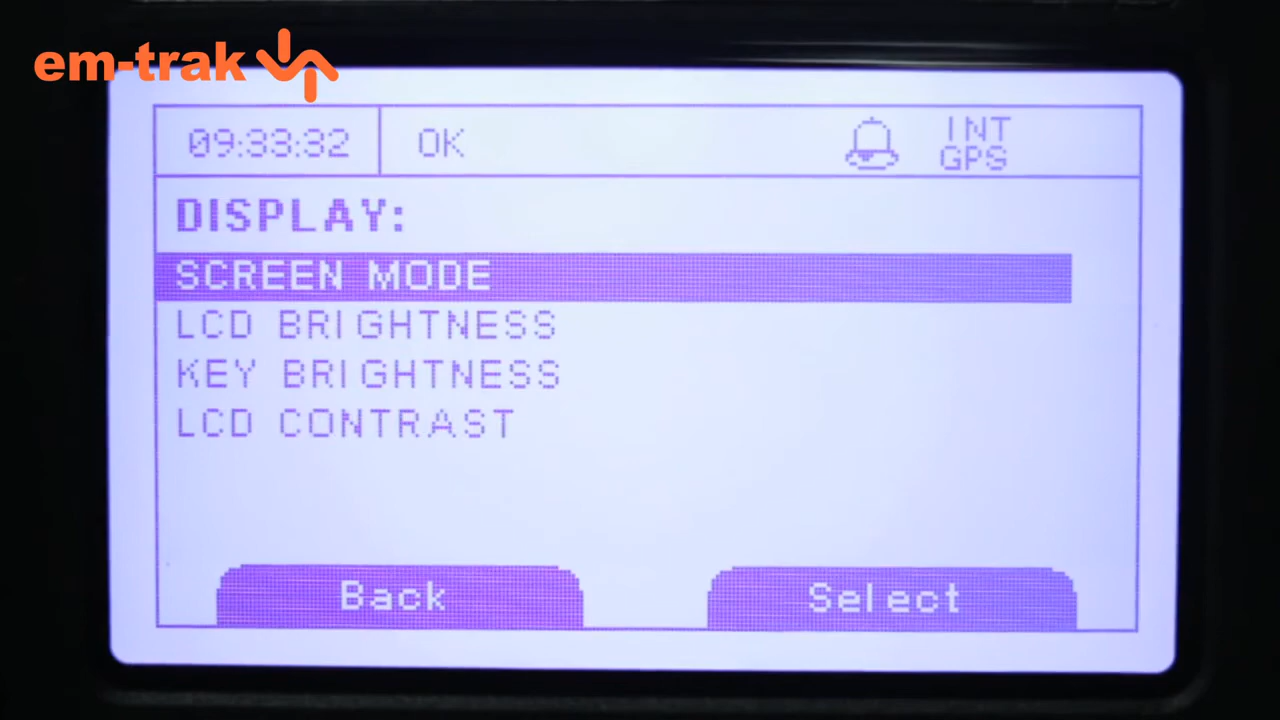 em-trak
09:33:32 OK INT GPS
DISPLAY:
SCREEN MODE
LCD BRIGHTNESS
KEY BRIGHTNESS
LCD CONTRAST
Back Select